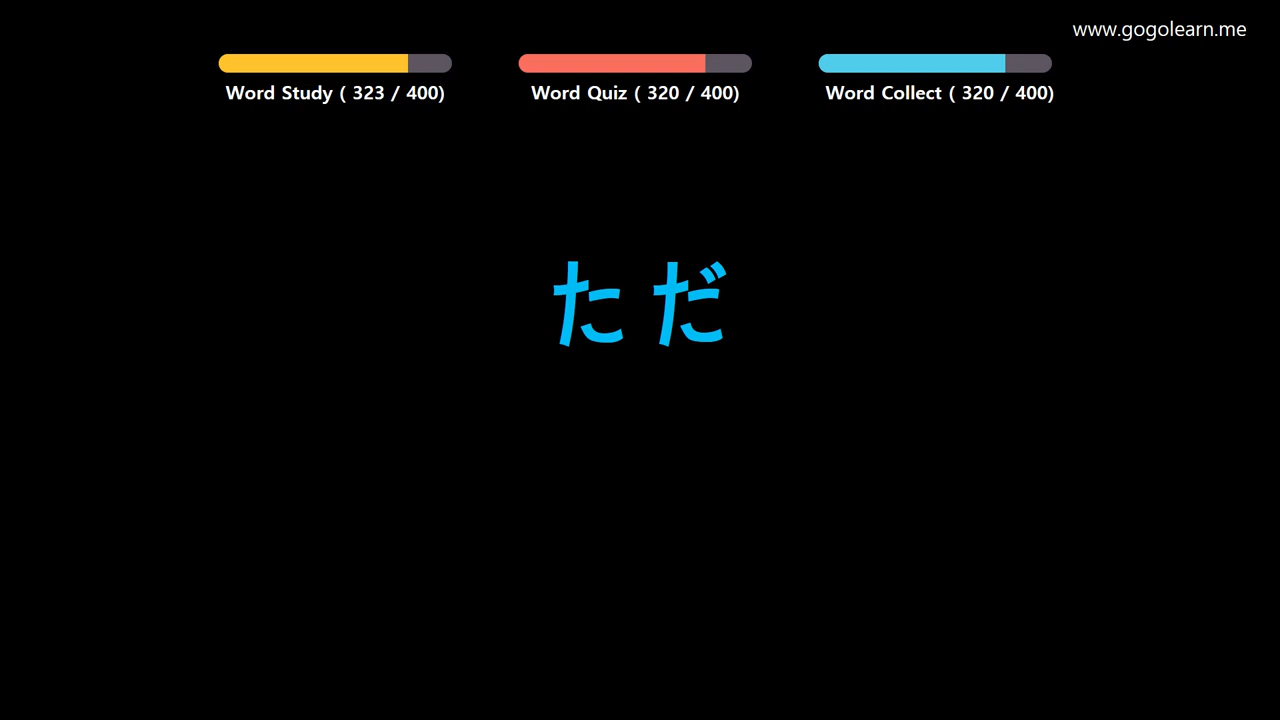 www.gogolearn.me
Word Study ( 323 / 400)
Word Quiz ( 320 / 400)
Word Collect ( 320 / 400)
ただ